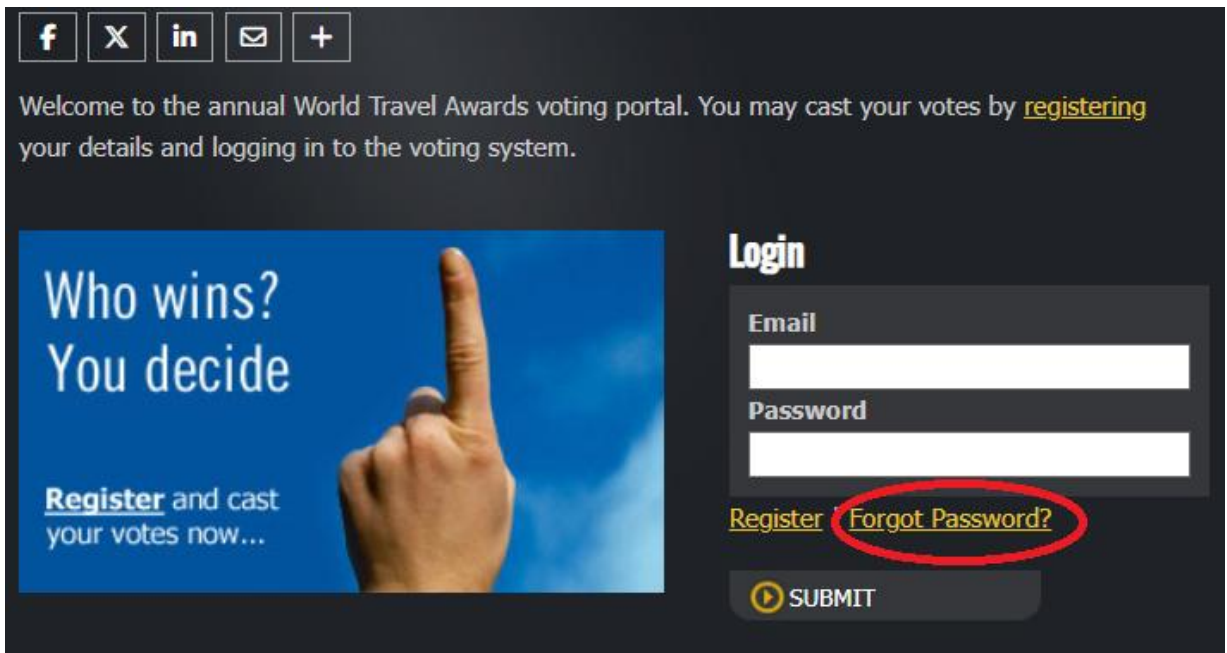 f X in +
Welcome to the annual World Travel Awards voting portal. You may cast your votes by registering
your details and logging in to the voting system.
Who wins?
You decide
Register and cast
your votes now...
Login
Email
Password
Register | Forgot Password?
SUBMIT